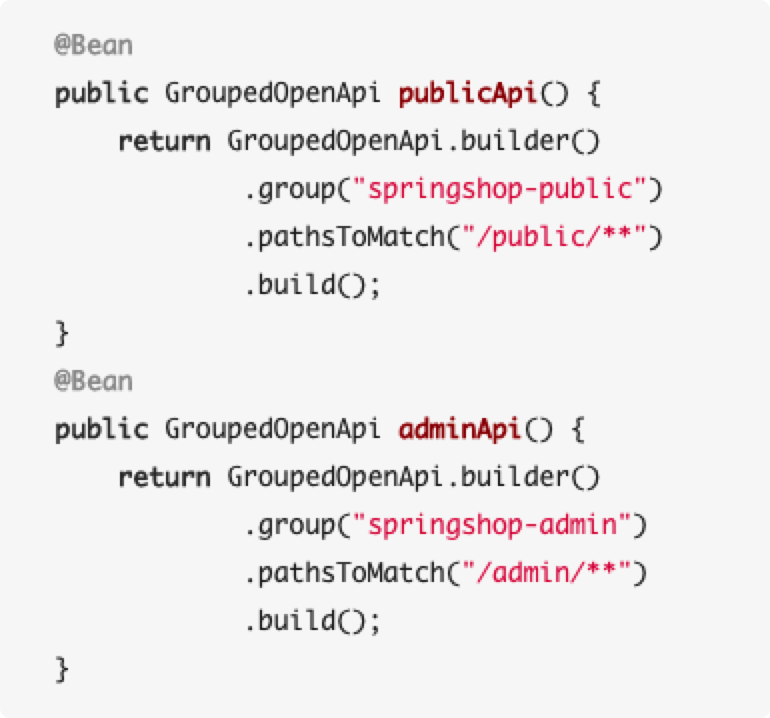 @Bean
public GroupedOpenApi publicApi() {
    return GroupedOpenApi.builder()
            .group("springshop-public")
            .pathsToMatch("/public/**")
            .build();
}
@Bean
public GroupedOpenApi adminApi() {
    return GroupedOpenApi.builder()
            .group("springshop-admin")
            .pathsToMatch("/admin/**")
            .build();
}